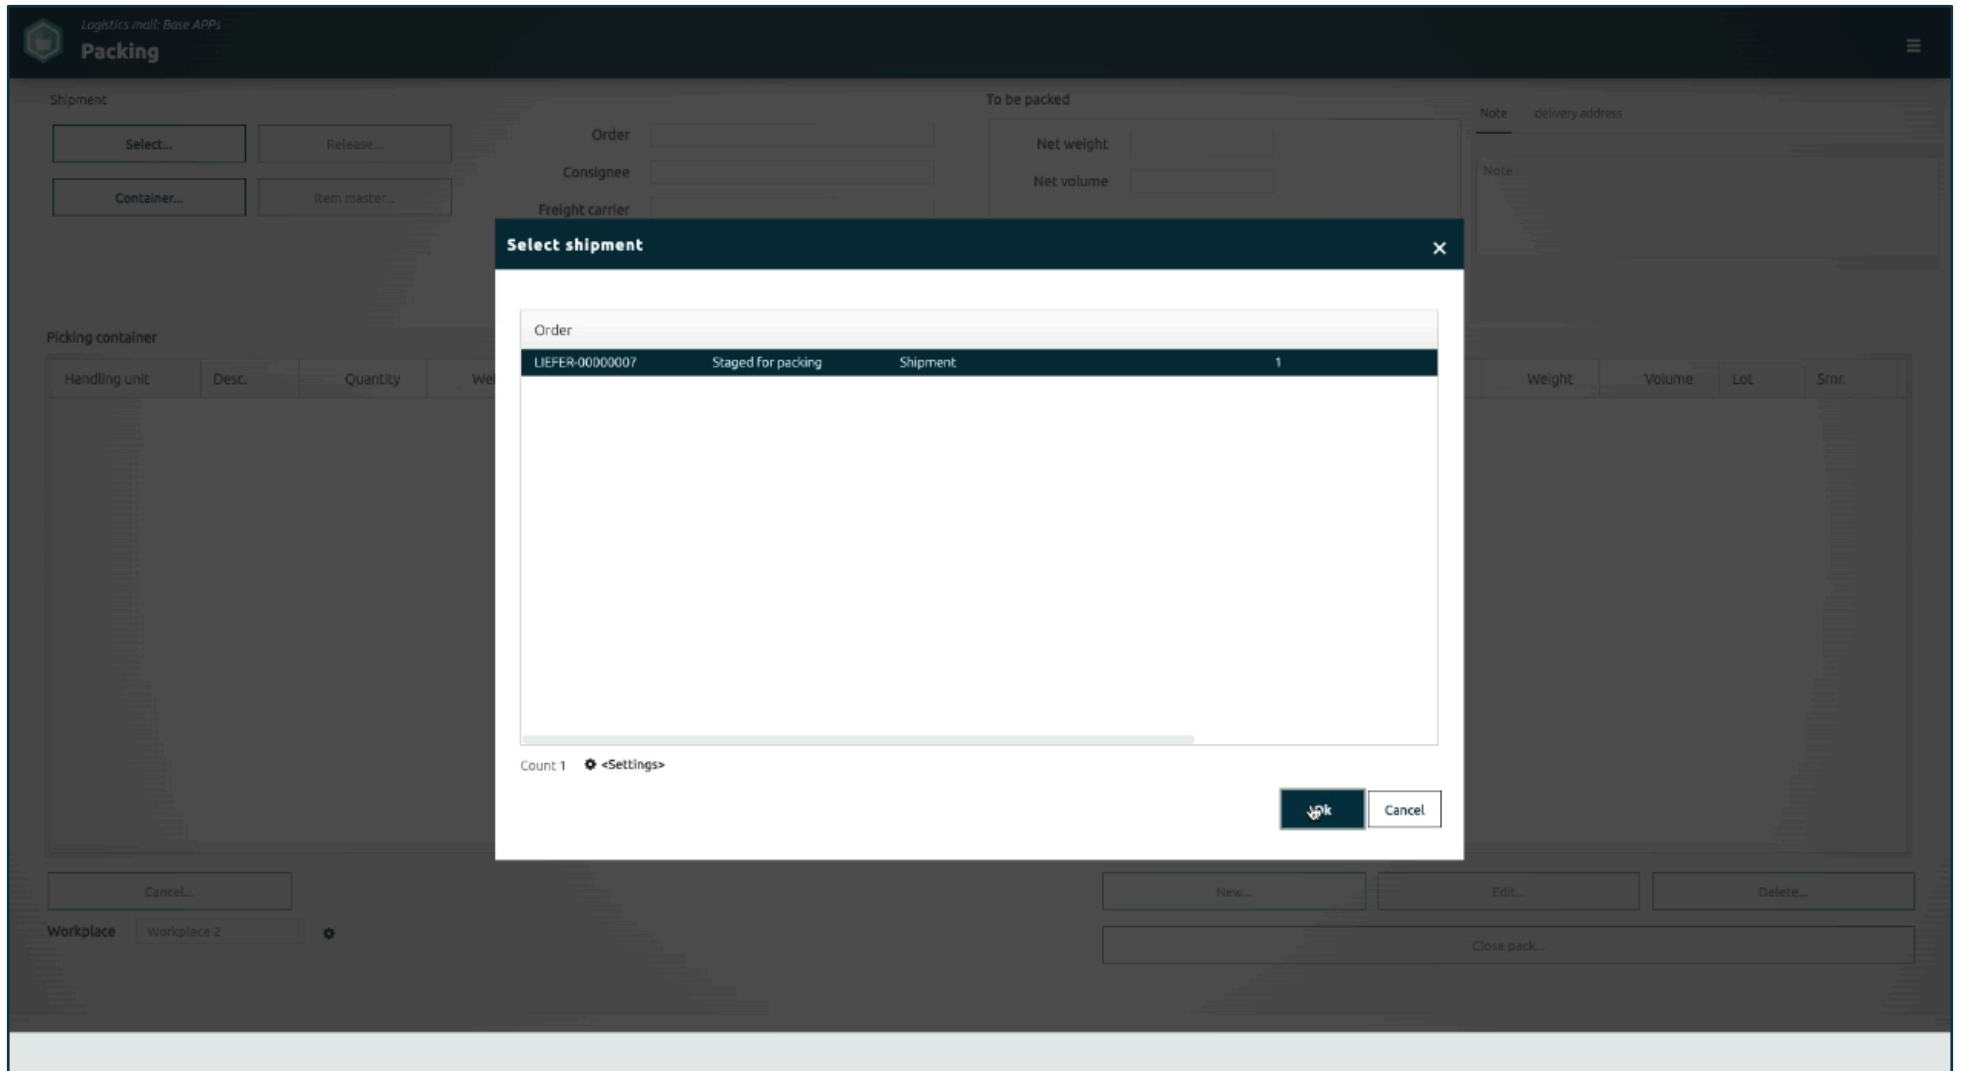 Logistics mall: Base APPs
Packing
Shipment
Select...
Release...
Container...
Item master...
Order
Consignee
Freight carrier
To be packed
Net weight
Net volume
Note
delivery address
Note
Select shipment
Order
LIEFER-00000007 Staged for packing Shipment 1
Count 1 <Settings>
Ok
Cancel
Picking container
Handling unit Desc. Quantity Wei
Weight Volume Lot Srnr.
Cancel...
New...
Edit...
Delete...
Workplace Workplace 2
Close pack...